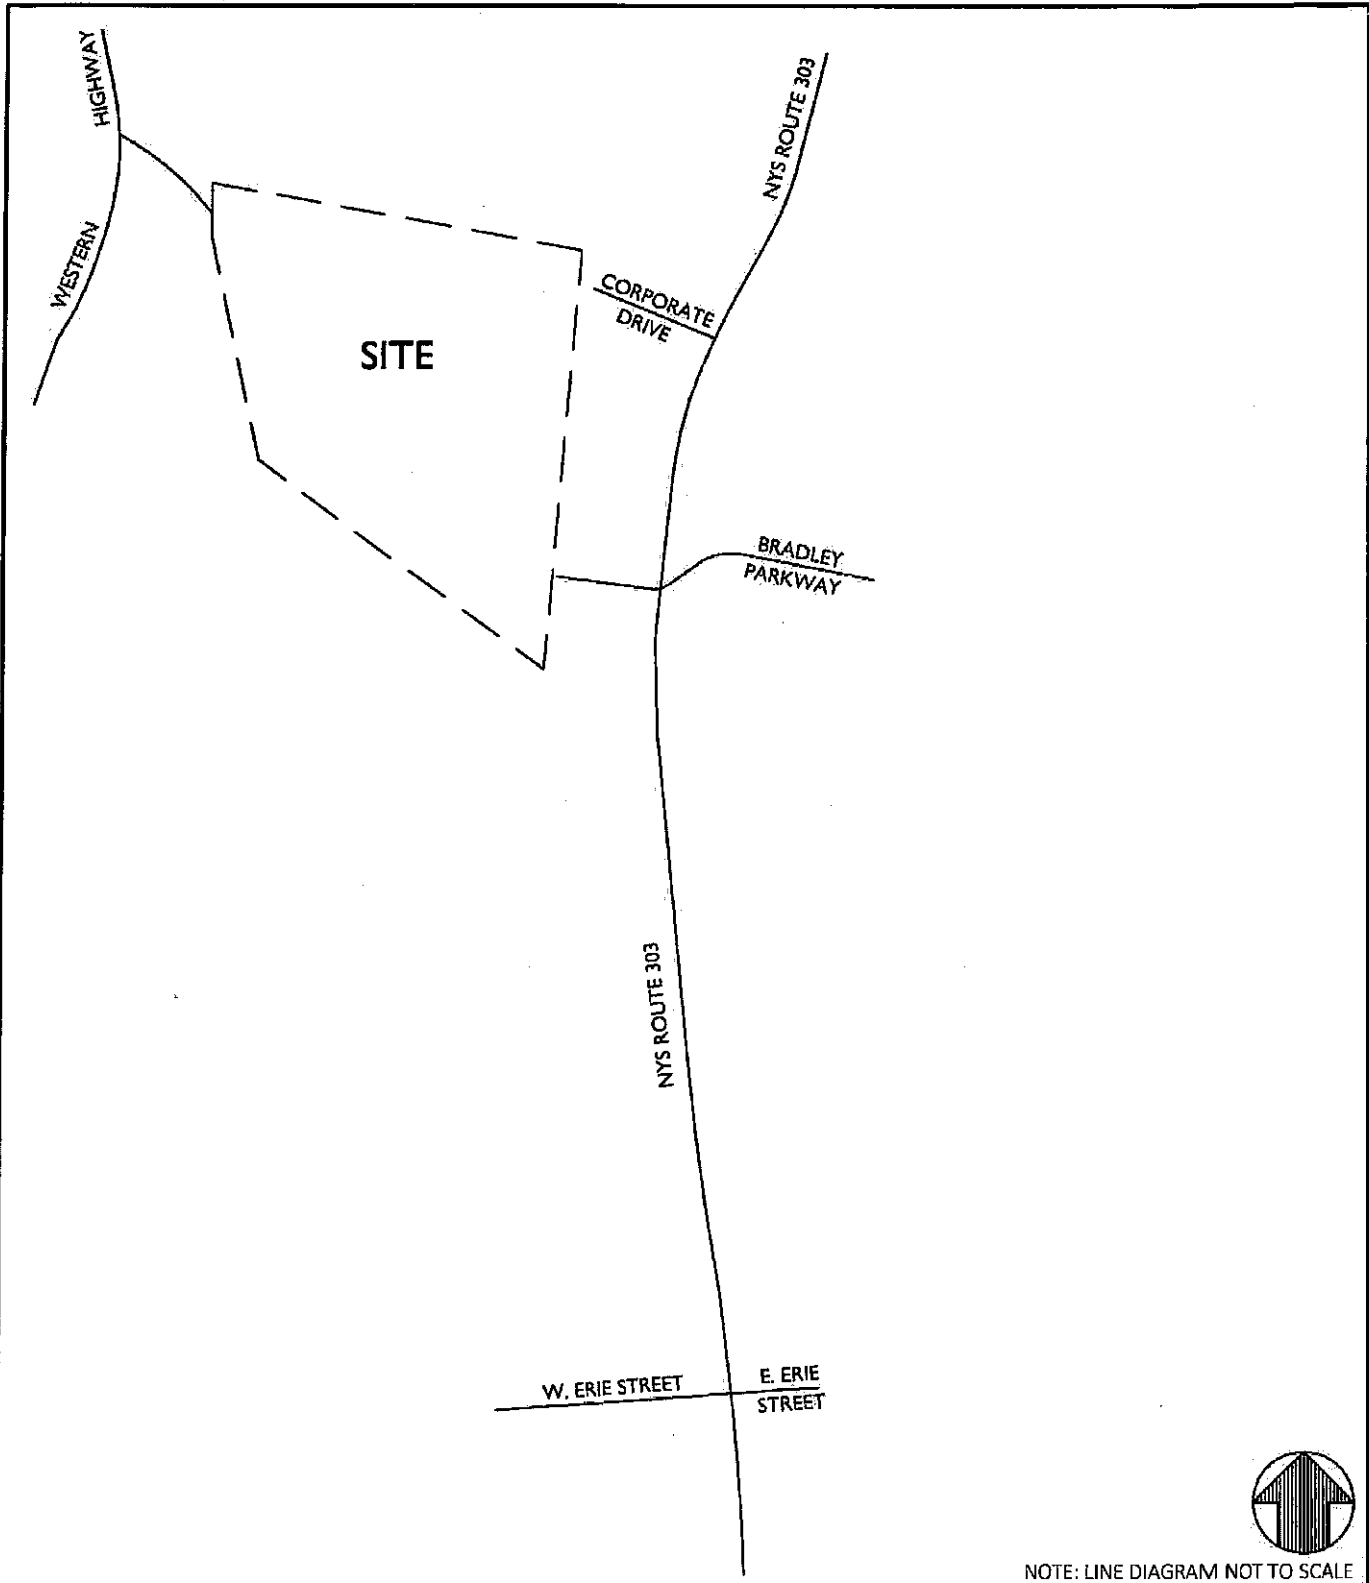 HIGHWAY
WESTERN
NYS ROUTE 303
CORPORATE
DRIVE
SITE
BRADLEY
PARKWAY
NYS ROUTE 303
W. ERIE STREET
E. ERIE
STREET
NOTE: LINE DIAGRAM NOT TO SCALE